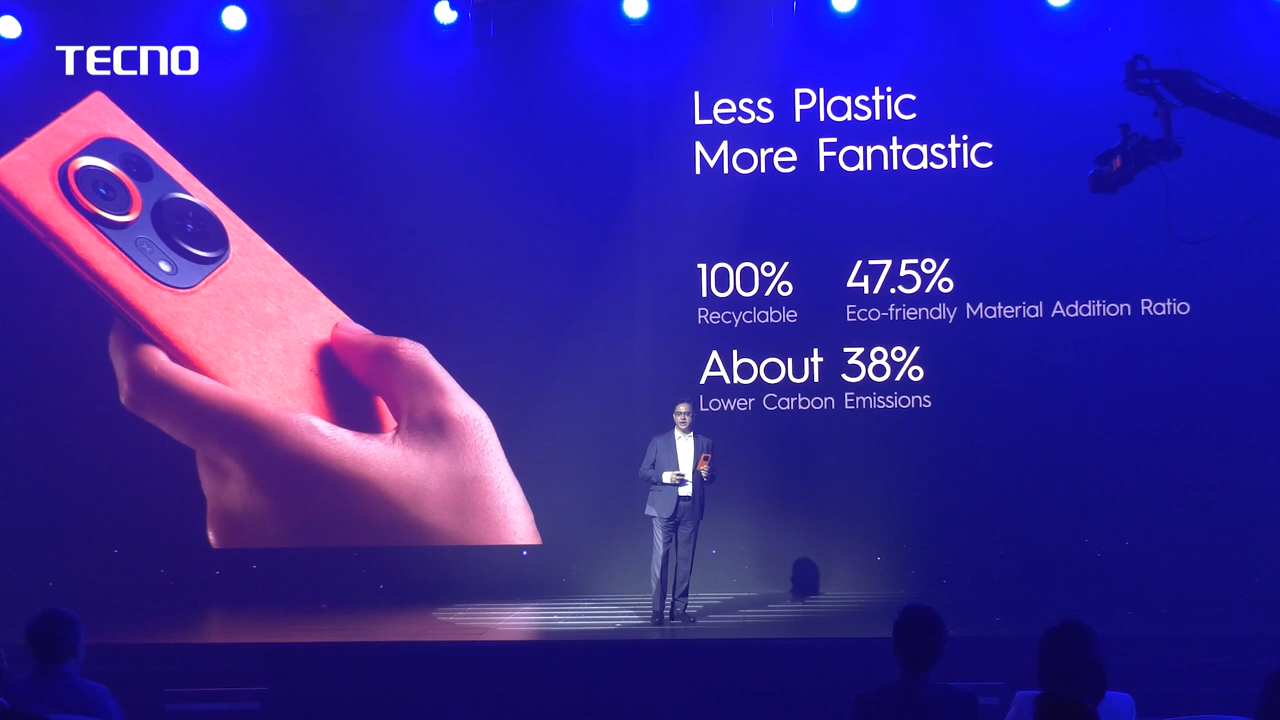 TECNO
Less Plastic
More Fantastic
100%
Recyclable
47.5%
Eco-friendly Material Addition Ratio
About 38%
Lower Carbon Emissions